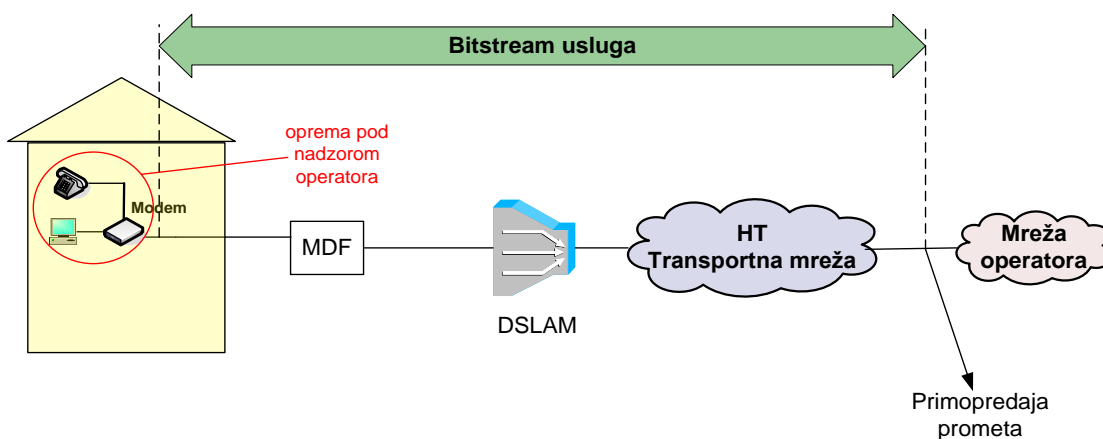 Bitstream usluga
oprema pod
nadzorom
operatora
Modem
MDF
DSLAM
HT
Transportna mreža
Mreža
operatora
Primopredaja
prometa